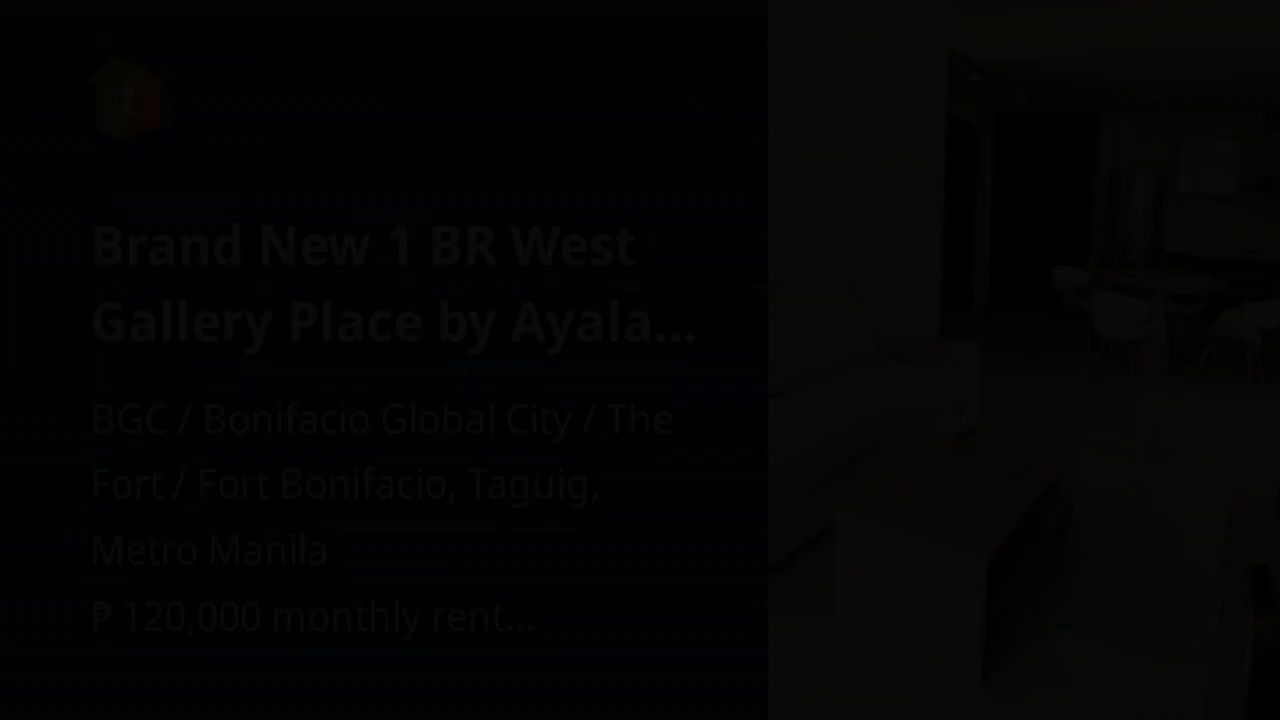 Brand New 1 BR West
Gallery Place by Ayala...
BGC / Bonifacio Global City / The
Fort / Fort Bonifacio, Taguig,
Metro Manila
₱ 120,000 monthly rent...